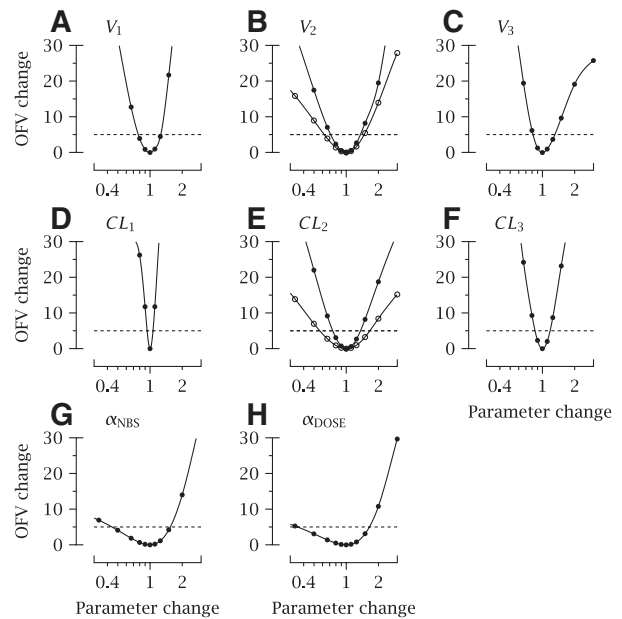 A V₁ B V₂ C V₃
30 30 30
20 20 20
10 10 10
0 0 0
OFV change
0.4 1 2 0.4 1 2 0.4 1 2
D CL₁ E CL₂ F CL₃
30 30 30
20 20 20
10 10 10
0 0 0
OFV change
0.4 1 2 0.4 1 2 0.4 1 2
Parameter change
G α_NBS H α_DOSE
30 30
20 20
10 10
0 0
OFV change
0.4 1 2 0.4 1 2
Parameter change Parameter change